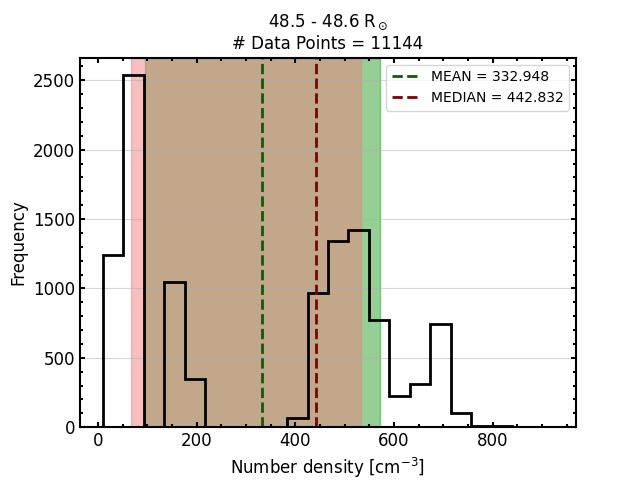 48.5 - 48.6 R⊙
# Data Points = 11144
MEAN = 332.948
MEDIAN = 442.832
2500
2000
1500
1000
500
0
Frequency
0 200 400 600 800
Number density [cm⁻³]